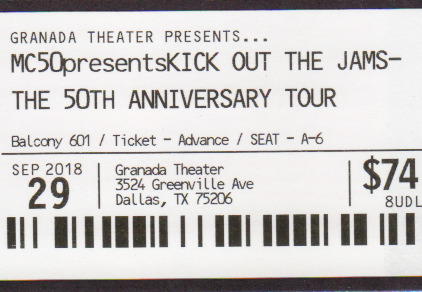 GRANADA THEATER PRESENTS...
MC50presentsKICK OUT THE JAMS-
THE 50TH ANNIVERSARY TOUR
Balcony 601 / Ticket - Advance / SEAT - A-6
SEP 2018
29
Granada Theater
3524 Greenville Ave
Dallas, TX 75206
$74
8UDL